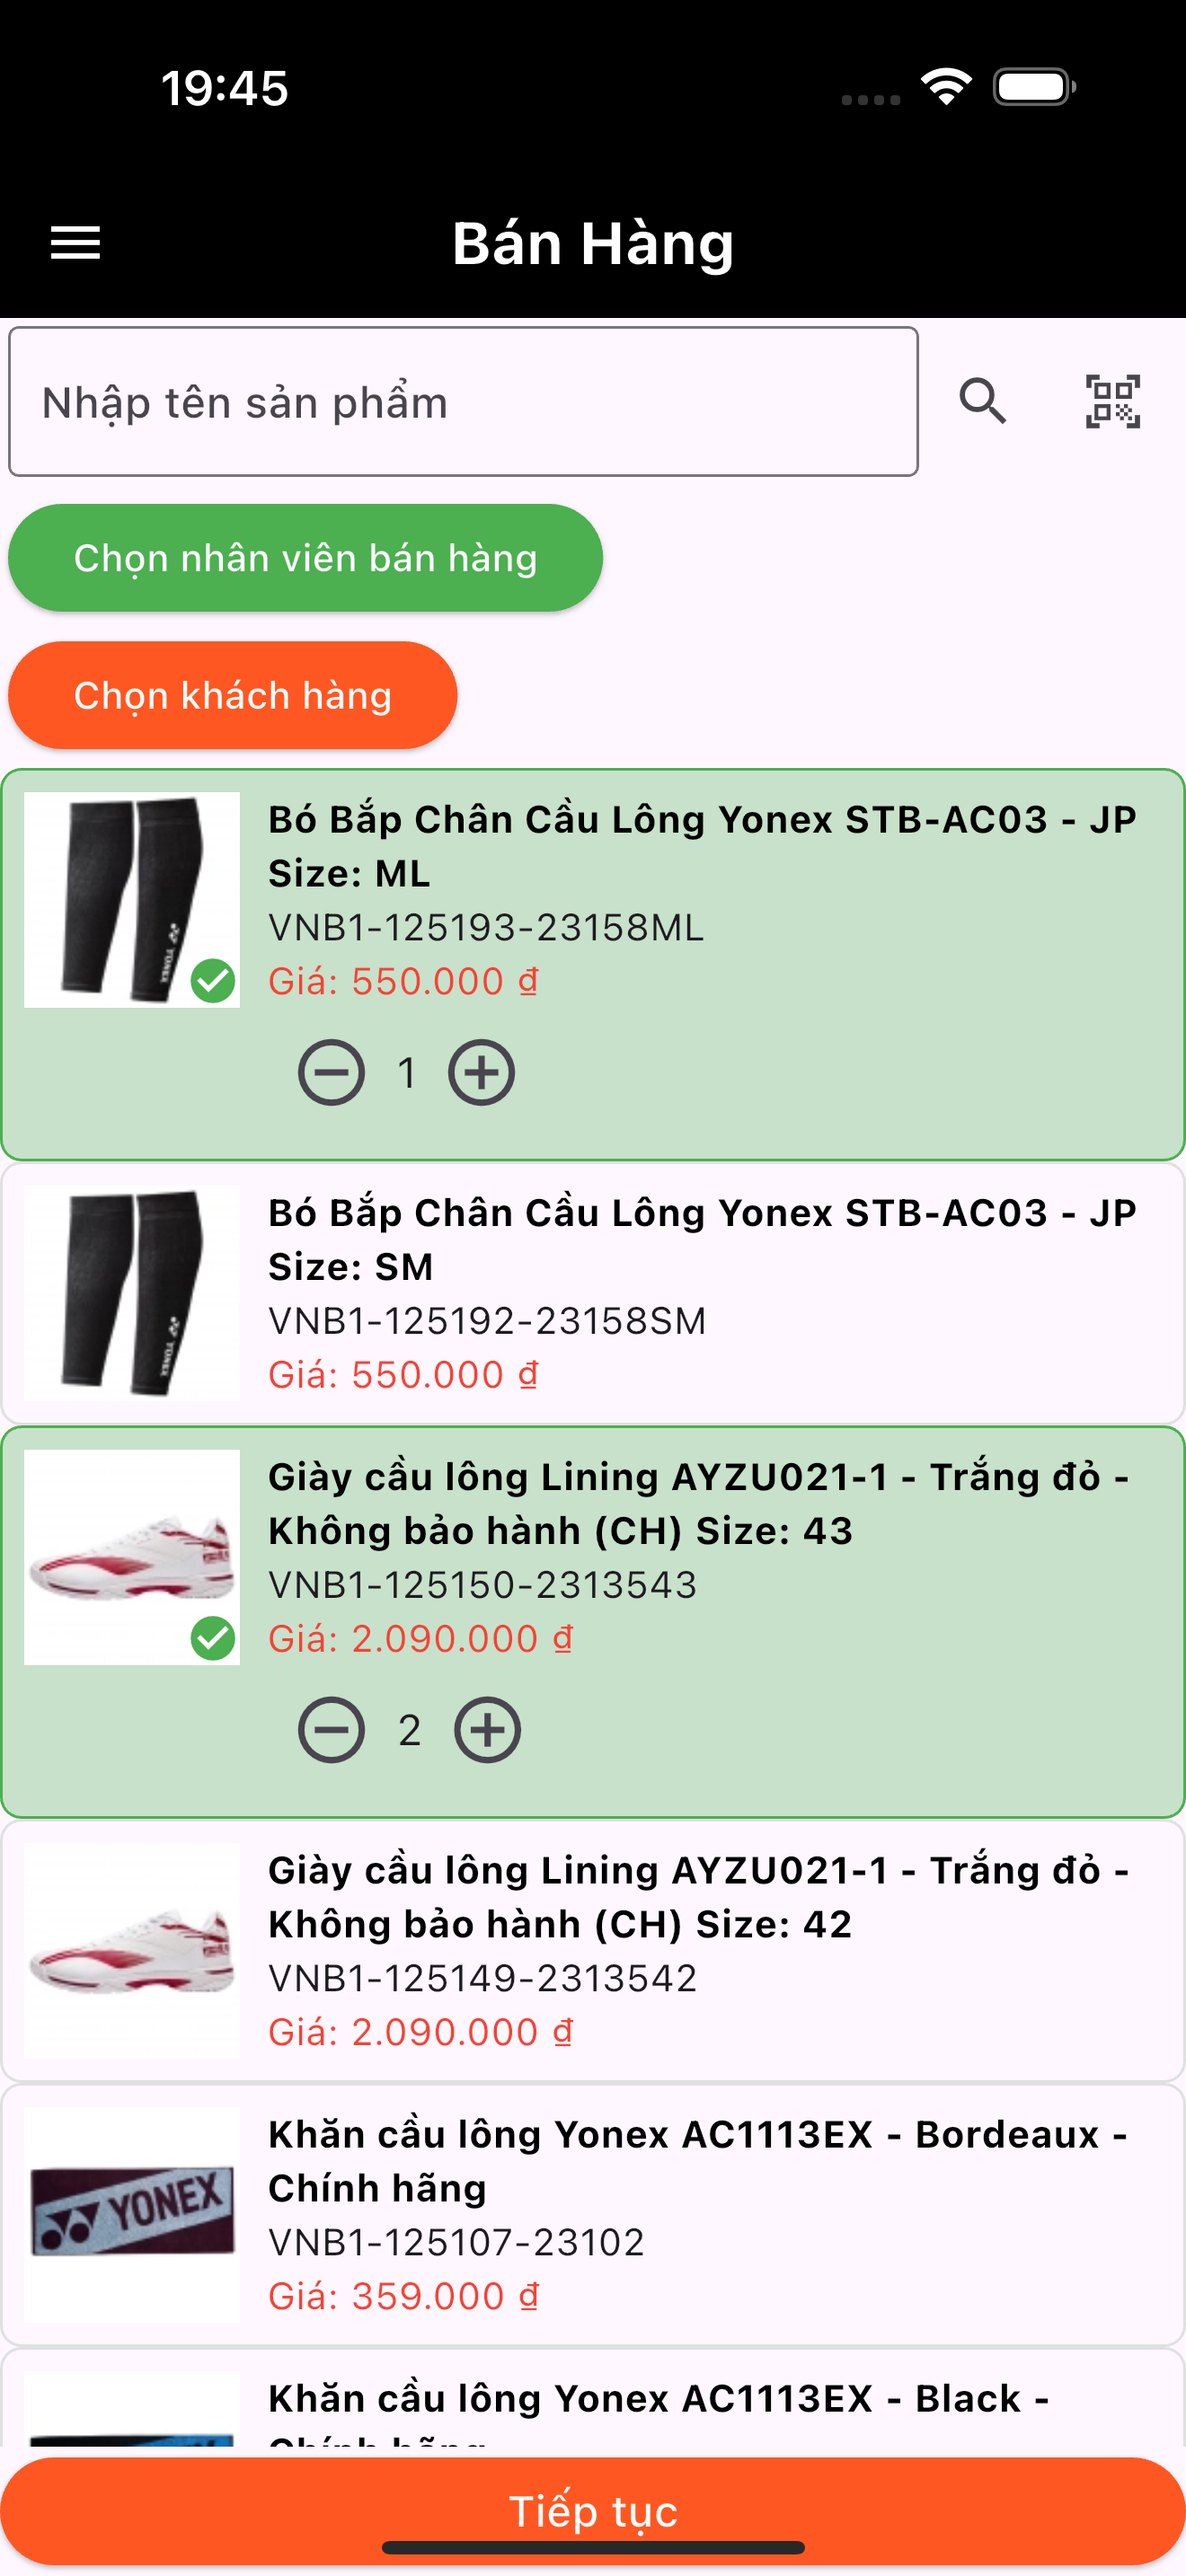 19:45
Bán Hàng
Nhập tên sản phẩm
Chọn nhân viên bán hàng
Chọn khách hàng
Bó Bắp Chân Cầu Lông Yonex STB-AC03 - JP
Size: ML
VNB1-125193-23158ML
Giá: 550.000 ₫
1
YONEX
Bó Bắp Chân Cầu Lông Yonex STB-AC03 - JP
Size: SM
VNB1-125192-23158SM
Giá: 550.000 ₫
YONEX
Giày cầu lông Lining AYZU021-1 - Trắng đỏ -
Không bảo hành (CH) Size: 43
VNB1-125150-2313543
Giá: 2.090.000 ₫
2
Giày cầu lông Lining AYZU021-1 - Trắng đỏ -
Không bảo hành (CH) Size: 42
VNB1-125149-2313542
Giá: 2.090.000 ₫
YONEX
Khăn cầu lông Yonex AC1113EX - Bordeaux -
Chính hãng
VNB1-125107-23102
Giá: 359.000 ₫
Khăn cầu lông Yonex AC1113EX - Black -
Chính hãng
Tiếp tục